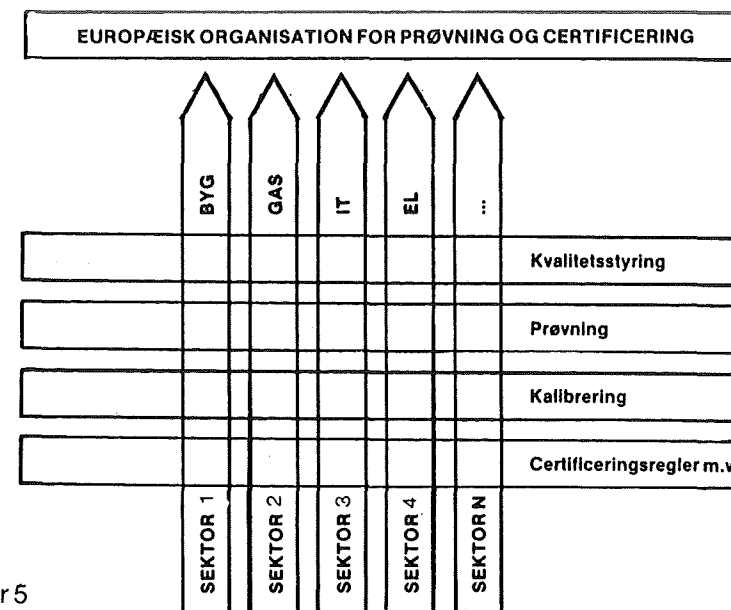 EUROPÆISK ORGANISATION FOR PRØVNING OG CERTIFICERING
BYG
GAS
IT
EL
...
Kvalitetsstyring
Prøvning
Kalibrering
Certificeringsregler m.v
SEKTOR 1
SEKTOR 2
SEKTOR 3
SEKTOR 4
SEKTOR N
r 5